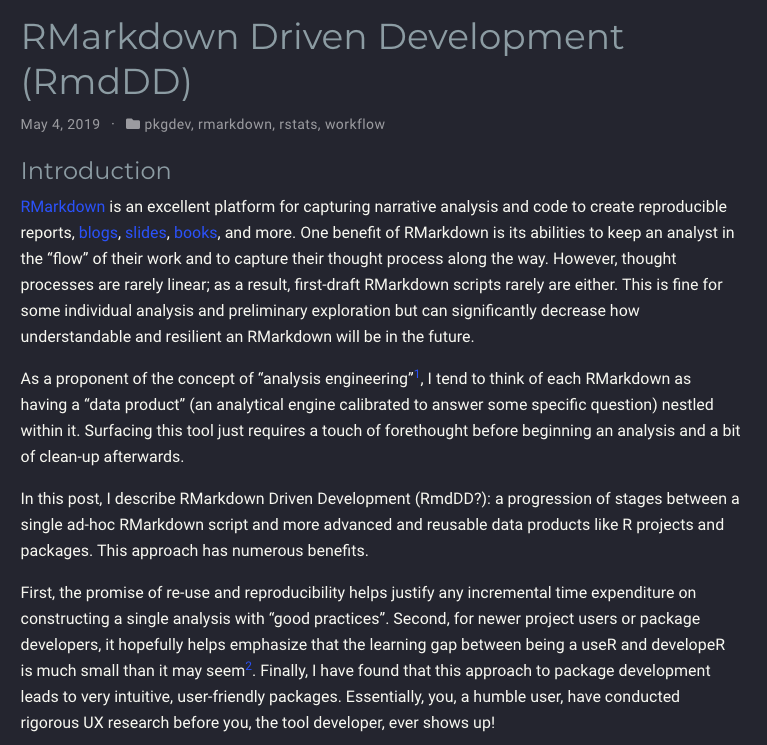 RMarkdown Driven Development
(RmdDD)
May 4, 2019 · pkgdev, rmarkdown, rstats, workflow
Introduction
RMarkdown is an excellent platform for capturing narrative analysis and code to create reproducible
reports, blogs, slides, books, and more. One benefit of RMarkdown is its abilities to keep an analyst in
the “flow” of their work and to capture their thought process along the way. However, thought
processes are rarely linear; as a result, first-draft RMarkdown scripts rarely are either. This is fine for
some individual analysis and preliminary exploration but can significantly decrease how
understandable and resilient an RMarkdown will be in the future.
As a proponent of the concept of “analysis engineering”1, I tend to think of each RMarkdown as
having a “data product” (an analytical engine calibrated to answer some specific question) nestled
within it. Surfacing this tool just requires a touch of forethought before beginning an analysis and a bit
of clean-up afterwards.
In this post, I describe RMarkdown Driven Development (RmdDD?): a progression of stages between a
single ad-hoc RMarkdown script and more advanced and reusable data products like R projects and
packages. This approach has numerous benefits.
First, the promise of re-use and reproducibility helps justify any incremental time expenditure on
constructing a single analysis with “good practices”. Second, for newer project users or package
developers, it hopefully helps emphasize that the learning gap between being a useR and developeR
is much small than it may seem2. Finally, I have found that this approach to package development
leads to very intuitive, user-friendly packages. Essentially, you, a humble user, have conducted
rigorous UX research before you, the tool developer, ever shows up!